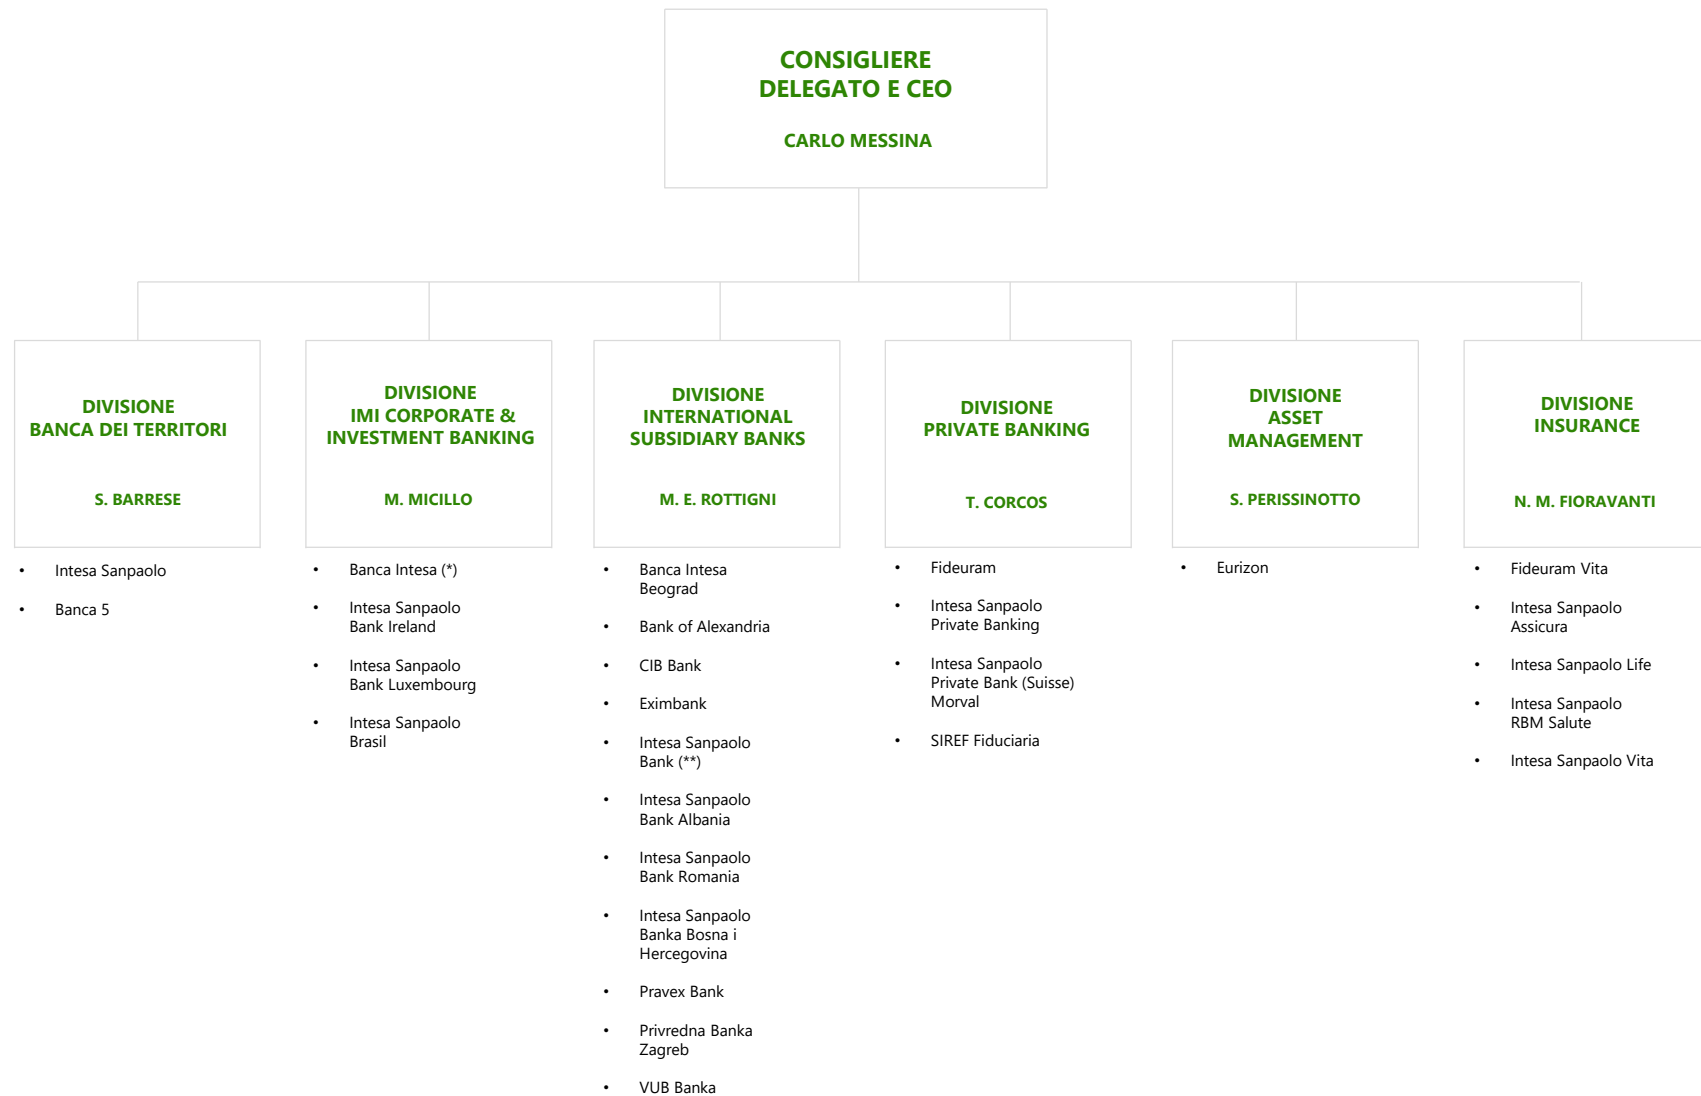 CONSIGLIERE
DELEGATO E CEO
CARLO MESSINA
DIVISIONE
BANCA DEI TERRITORI
S. BARRESE
• Intesa Sanpaolo
• Banca 5
DIVISIONE
IMI CORPORATE &
INVESTMENT BANKING
M. MICILLO
• Banca Intesa (*)
• Intesa Sanpaolo
Bank Ireland
• Intesa Sanpaolo
Bank Luxembourg
• Intesa Sanpaolo
Brasil
DIVISIONE
INTERNATIONAL
SUBSIDIARY BANKS
M. E. ROTTIGNI
• Banca Intesa
Beograd
• Bank of Alexandria
• CIB Bank
• Eximbank
• Intesa Sanpaolo
Bank (**)
• Intesa Sanpaolo
Bank Albania
• Intesa Sanpaolo
Bank Romania
• Intesa Sanpaolo
Banka Bosna i
Hercegovina
• Pravex Bank
• Privredna Banka
Zagreb
• VUB Banka
DIVISIONE
PRIVATE BANKING
T. CORCOS
• Fideuram
• Intesa Sanpaolo
Private Banking
• Intesa Sanpaolo
Private Bank (Suisse)
Morval
• SIREF Fiduciaria
DIVISIONE
ASSET
MANAGEMENT
S. PERISSINOTTO
• Eurizon
DIVISIONE
INSURANCE
N. M. FIORAVANTI
• Fideuram Vita
• Intesa Sanpaolo
Assicura
• Intesa Sanpaolo Life
• Intesa Sanpaolo
RBM Salute
• Intesa Sanpaolo Vita